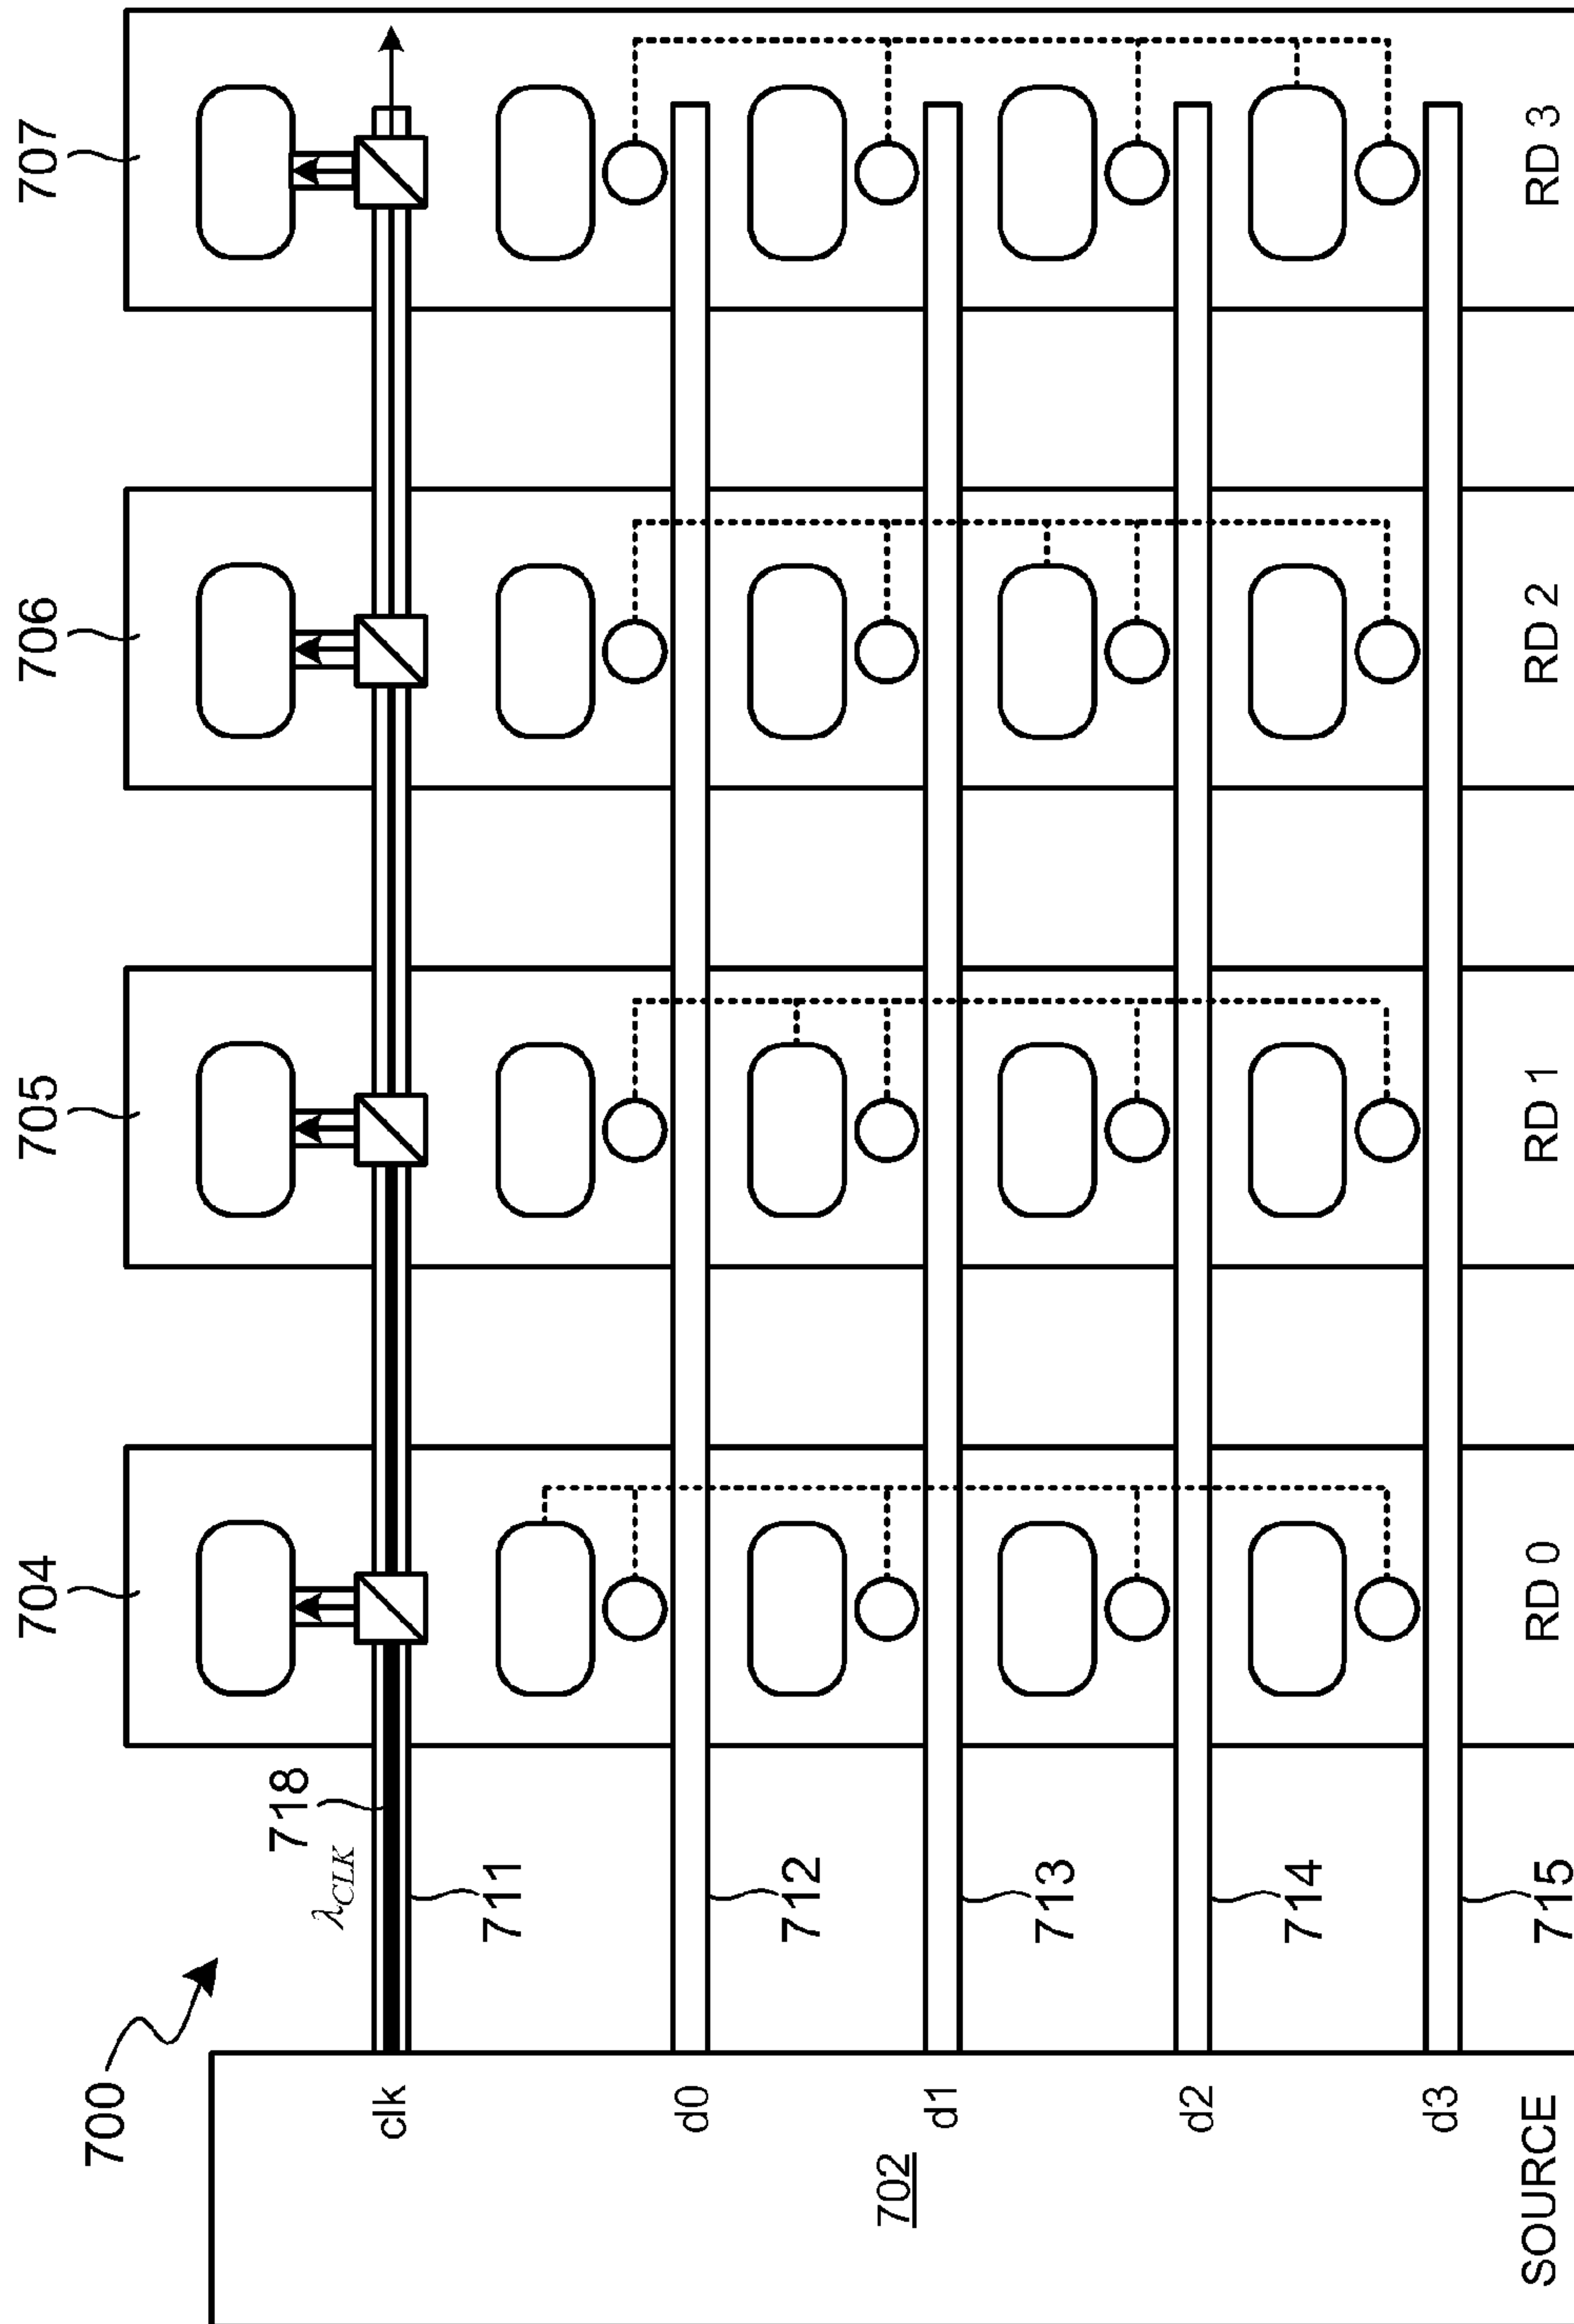 700
704
705
706
707
718
λCLK
clk
711
d0
712
702
d1
713
d2
714
d3
715
SOURCE
RD 0
RD 1
RD 2
RD 3